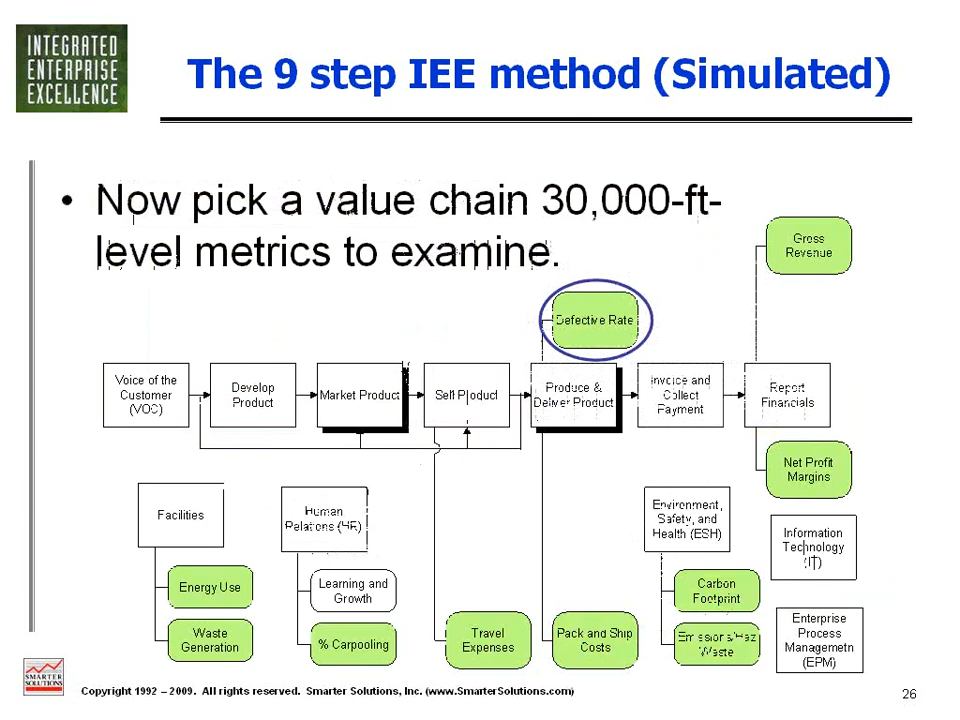 INTEGRATED
ENTERPRISE
EXCELLENCE
The 9 step IEE method (Simulated)
• Now pick a value chain 30,000-ft-
level metrics to examine.
Gross
Revenue
Defective Rate
Voice of the
Customer
(VOC)
Develop
Product
Market Product
Sell Product
Produce &
Deliver Product
Invoice and
Collect
Payment
Report
Financials
Net Profit
Margins
Facilities
Human
Relations (HR)
Environment,
Safety, and
Health (ESH)
Information
Technology
(IT)
Energy Use
Learning and
Growth
Carbon
Footprint
Waste
Generation
% Carpooling
Travel
Expenses
Pack and Ship
Costs
Emissions/Haz
Waste
Enterprise
Process
Managemetn
(EPM)
SMARTER
SOLUTIONS
Copyright 1992 – 2009. All rights reserved. Smarter Solutions, Inc. (www.SmarterSolutions.com)
26